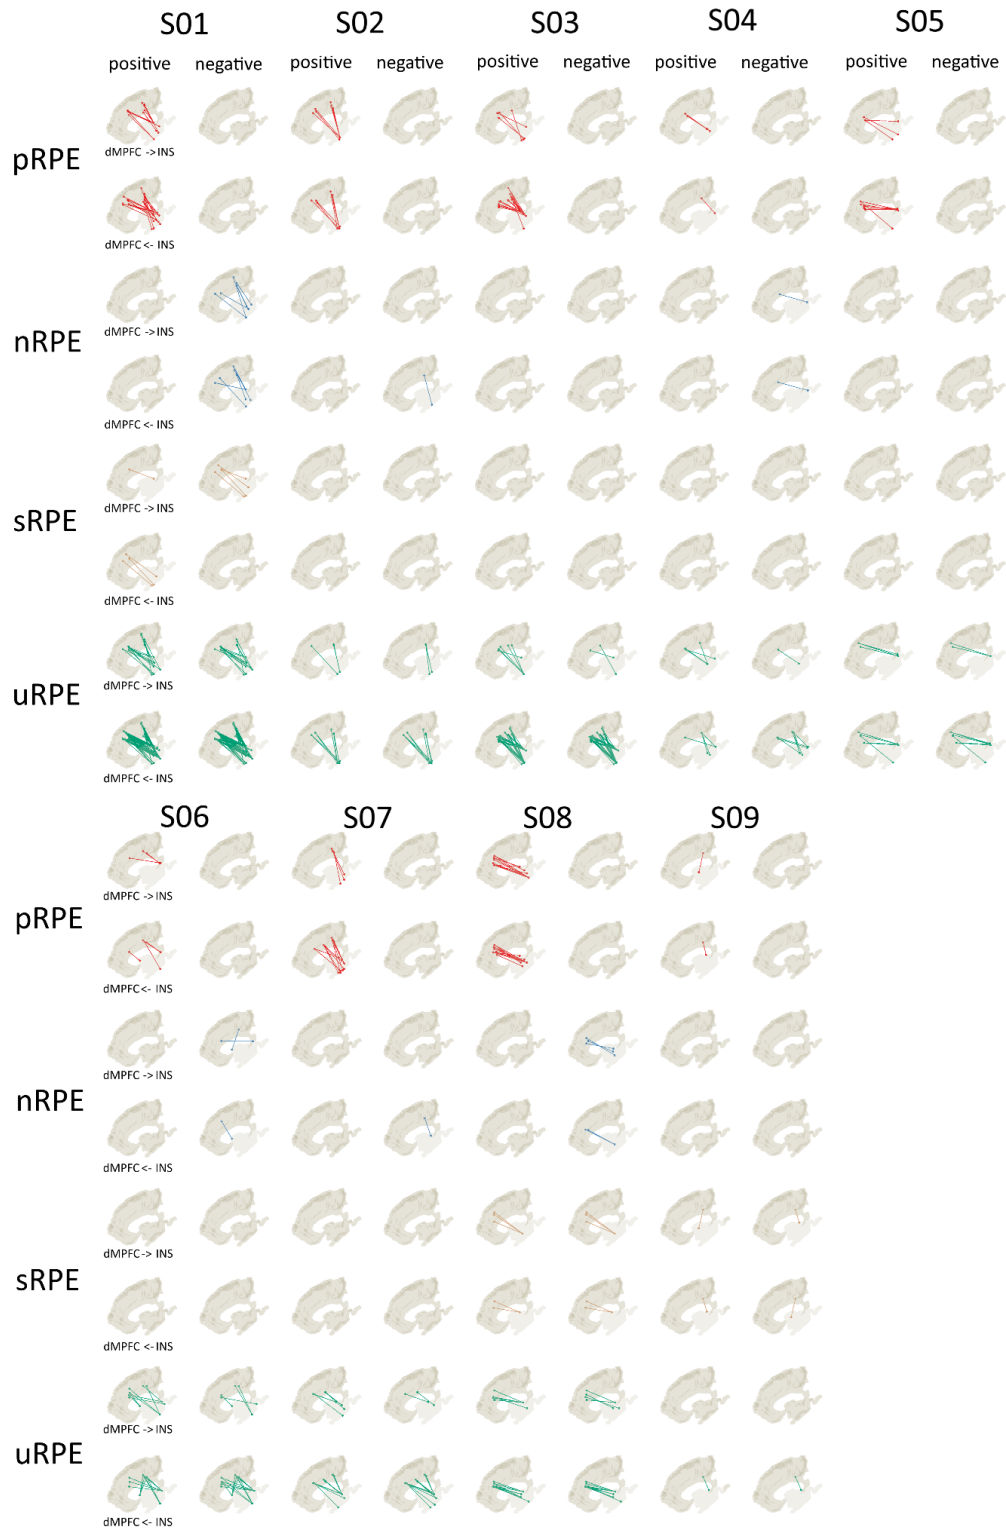 S01 S02 S03 S04 S05
positive negative positive negative positive negative positive negative positive negative
pRPE
dMPFC ->INS
dMPFC <- INS
nRPE
dMPFC ->INS
dMPFC <- INS
sRPE
dMPFC -> INS
dMPFC <- INS
uRPE
dMPFC -> INS
dMPFC <- INS
S06 S07 S08 S09
pRPE
dMPFC -> INS
dMPFC <- INS
nRPE
dMPFC -> INS
dMPFC <- INS
sRPE
dMPFC -> INS
dMPFC <- INS
uRPE
dMPFC -> INS
dMPFC <- INS